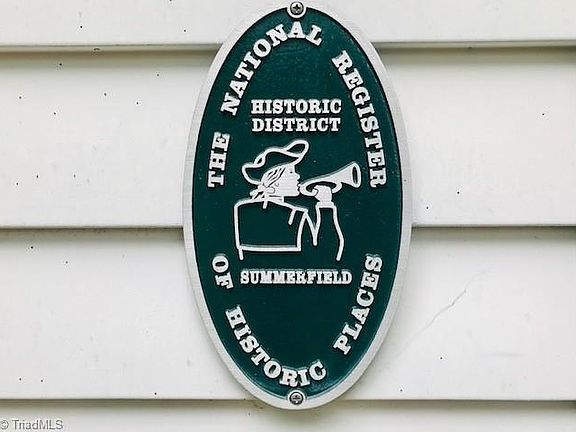 THE NATIONAL REGISTER
HISTORIC
DISTRICT
SUMMERFIELD
OF HISTORIC PLACES
© TriadMLS